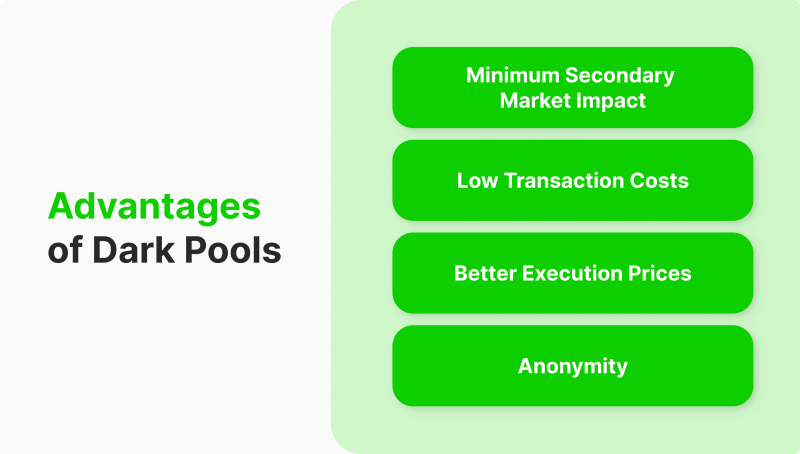 Advantages
of Dark Pools
Minimum Secondary
Market Impact
Low Transaction Costs
Better Execution Prices
Anonymity